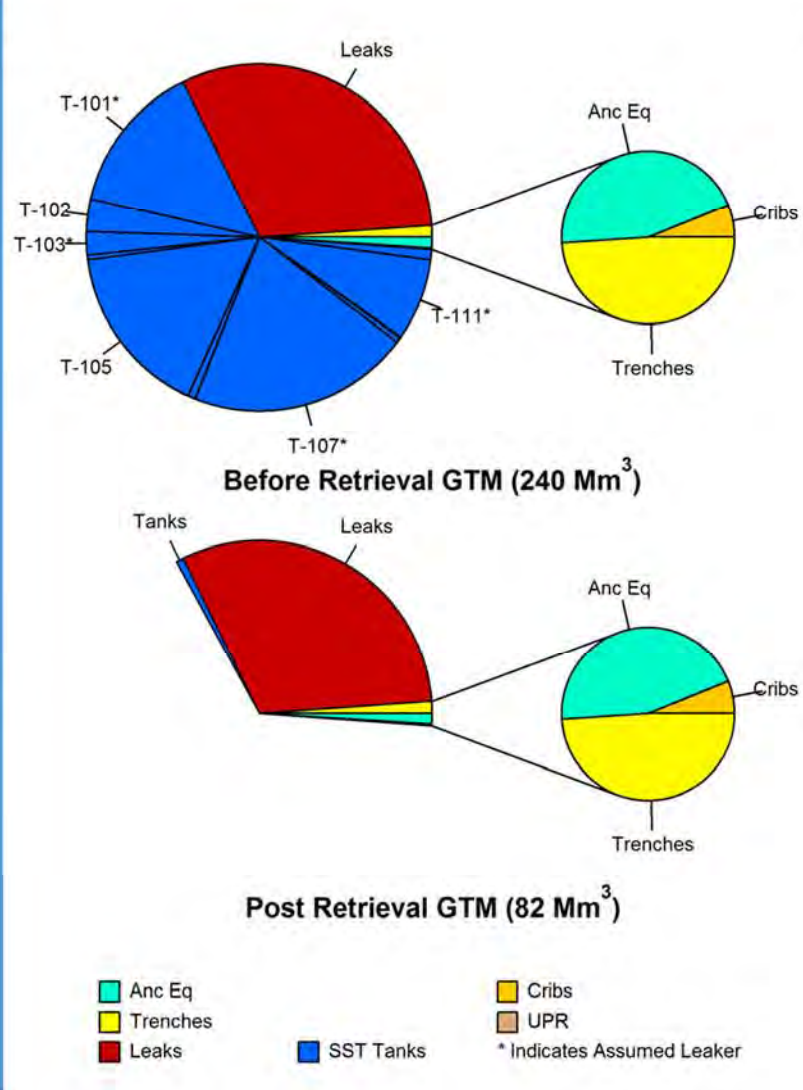 Leaks
T-101*
Anc Eq
T-102
Cribs
T-103*
T-111*
T-105
Trenches
T-107*
Before Retrieval GTM (240 Mm³)
Tanks
Leaks
Anc Eq
Cribs
Trenches
Post Retrieval GTM (82 Mm³)
Anc Eq
Cribs
Trenches
UPR
Leaks
SST Tanks
* Indicates Assumed Leaker